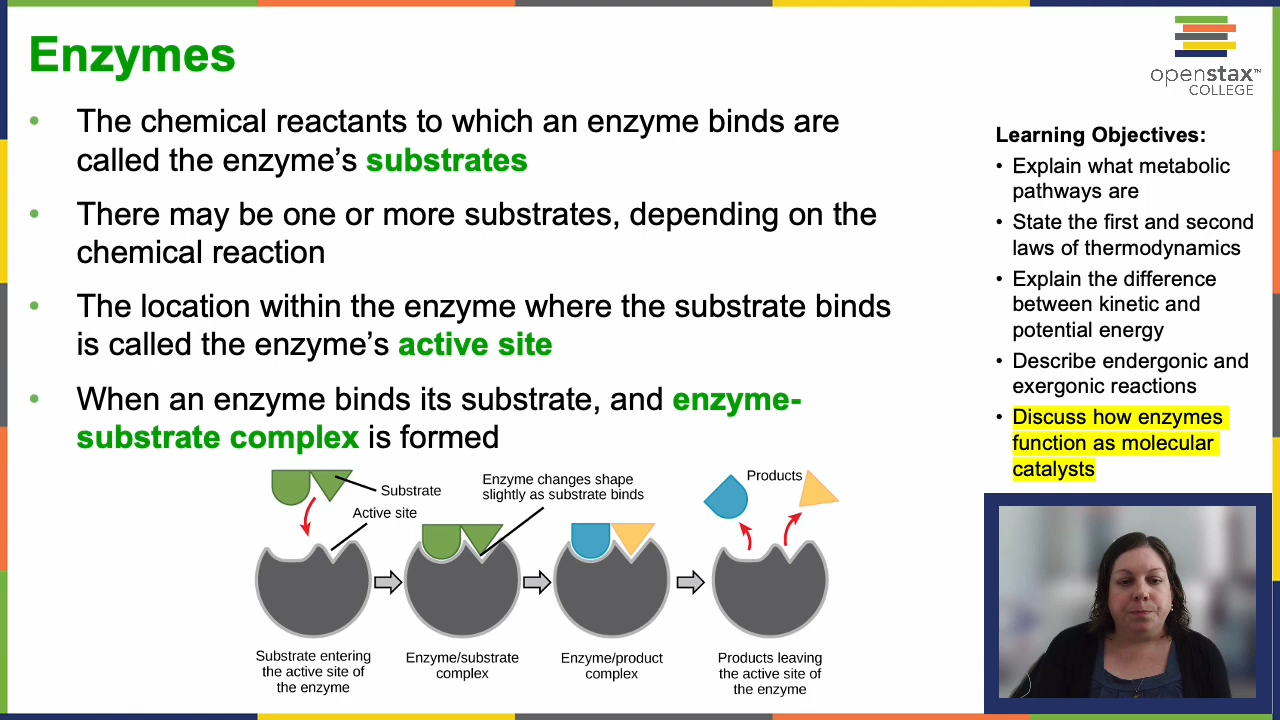 Enzymes
• The chemical reactants to which an enzyme binds are
called the enzyme’s substrates
• There may be one or more substrates, depending on the
chemical reaction
• The location within the enzyme where the substrate binds
is called the enzyme’s active site
• When an enzyme binds its substrate, and enzyme-
substrate complex is formed
Substrate
Active site
Enzyme changes shape
slightly as substrate binds
Products
Substrate entering
the active site of
the enzyme
Enzyme/substrate
complex
Enzyme/product
complex
Products leaving
the active site of
the enzyme
openstax™
COLLEGE
Learning Objectives:
• Explain what metabolic
pathways are
• State the first and second
laws of thermodynamics
• Explain the difference
between kinetic and
potential energy
• Describe endergonic and
exergonic reactions
• Discuss how enzymes
function as molecular
catalysts